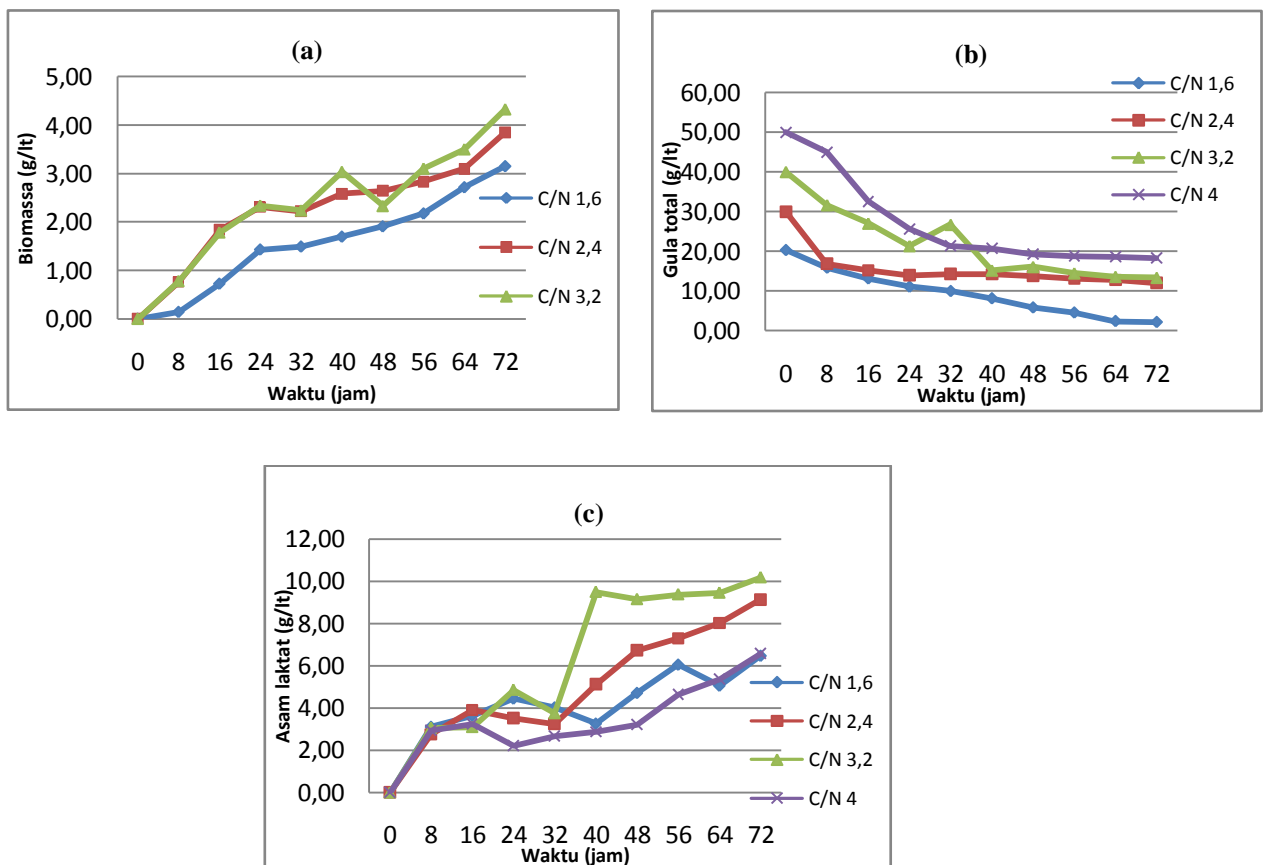 (a)
5,00
4,00
3,00
2,00
1,00
0,00
Biomassa (g/lt)
0 8 16 24 32 40 48 56 64 72
Waktu (jam)
C/N 1,6
C/N 2,4
C/N 3,2
(b)
60,00
50,00
40,00
30,00
20,00
10,00
0,00
Gula total (g/lt)
0 8 16 24 32 40 48 56 64 72
Waktu (jam)
C/N 1,6
C/N 2,4
C/N 3,2
C/N 4
(c)
12,00
10,00
8,00
6,00
4,00
2,00
0,00
Asam laktat (g/lt)
0 8 16 24 32 40 48 56 64 72
Waktu (jam)
C/N 1,6
C/N 2,4
C/N 3,2
C/N 4